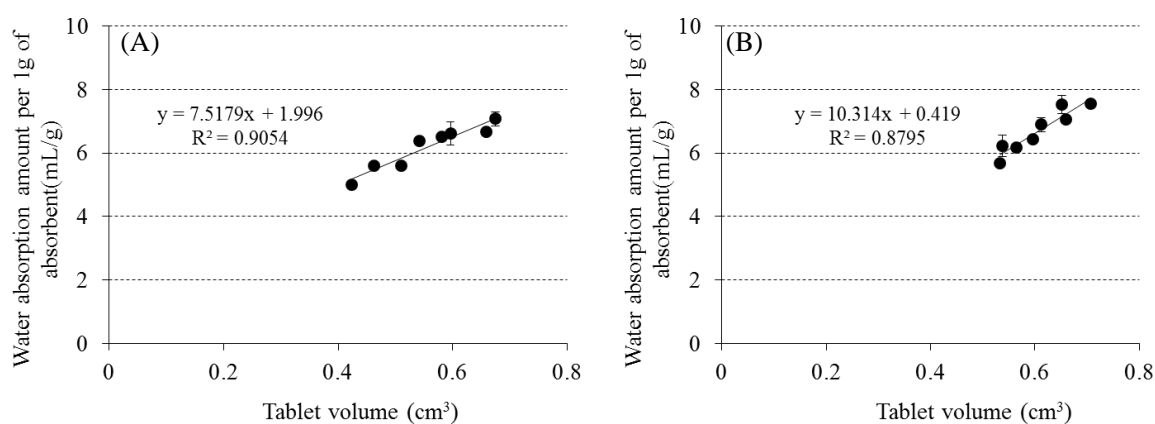 (A)
Water absorption amount per 1g of
absorbent(mL/g)
10
8
6
4
2
0
y = 7.5179x + 1.996
R² = 0.9054
0 0.2 0.4 0.6 0.8
Tablet volume (cm³)
(B)
Water absorption amount per 1g of
absorbent(mL/g)
10
8
6
4
2
0
y = 10.314x + 0.419
R² = 0.8795
0 0.2 0.4 0.6 0.8
Tablet volume (cm³)